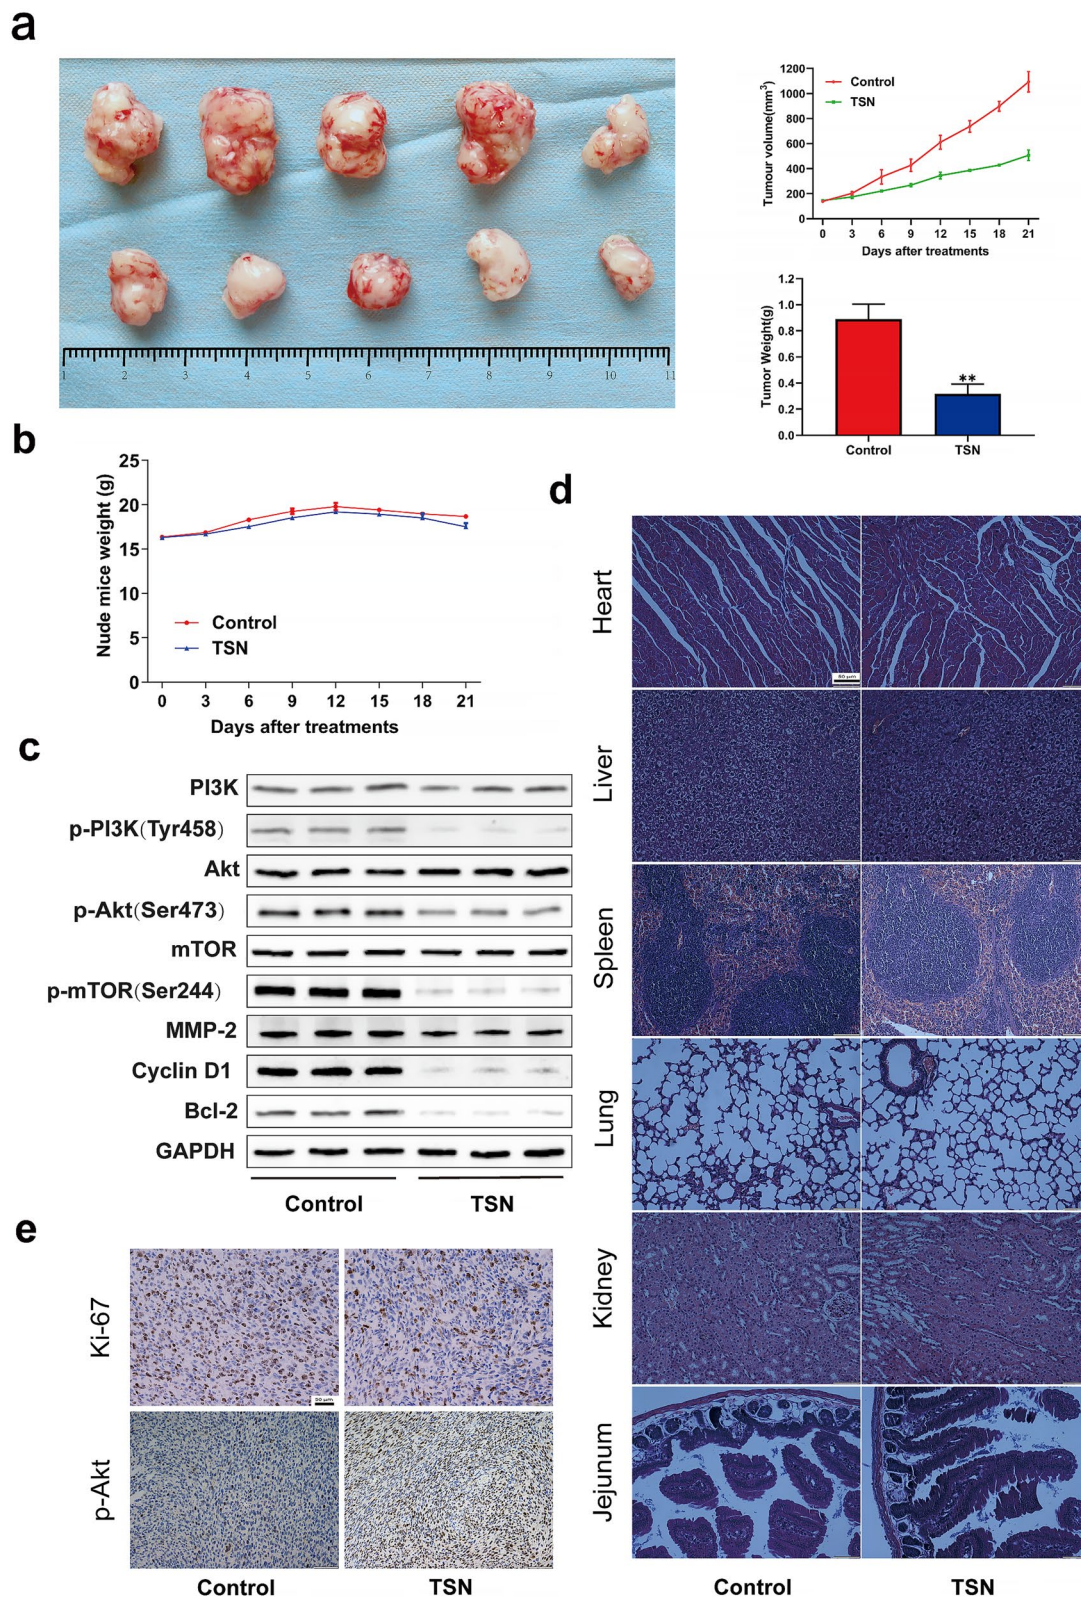 a
1 2 3 4 5 6 7 8 9 10 11
Tumour volume(mm3)
1200
1000
800
600
400
200
0
Control
TSN
0 3 6 9 12 15 18 21
Days after treatments
Tumor Weight(g)
1.2
1.0
0.8
0.6
0.4
0.2
0.0
**
Control TSN
b
Nude mice weight (g)
25
20
15
10
5
0
Control
TSN
0 3 6 9 12 15 18 21
Days after treatments
c
PI3K
p-PI3K(Tyr458)
Akt
p-Akt(Ser473)
mTOR
p-mTOR(Ser244)
MMP-2
Cyclin D1
Bcl-2
GAPDH
Control TSN
d
Heart
50 μm
Liver
Spleen
Lung
Kidney
Jejunum
Control TSN
e
Ki-67
50 μm
p-Akt
Control TSN